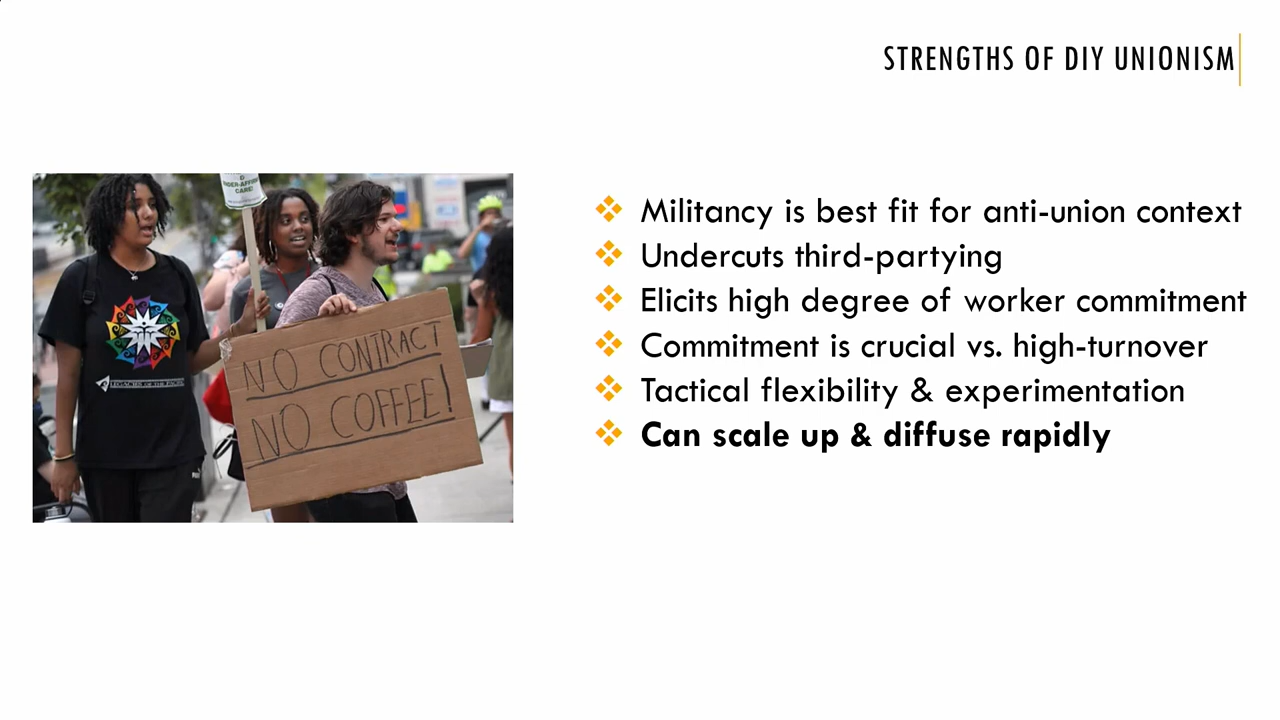 STRENGTHS OF DIY UNIONISM
Militancy is best fit for anti-union context
Undercuts third-partying
Elicits high degree of worker commitment
Commitment is crucial vs. high-turnover
Tactical flexibility & experimentation
Can scale up & diffuse rapidly
NO CONTRACT
NO COFFEE!